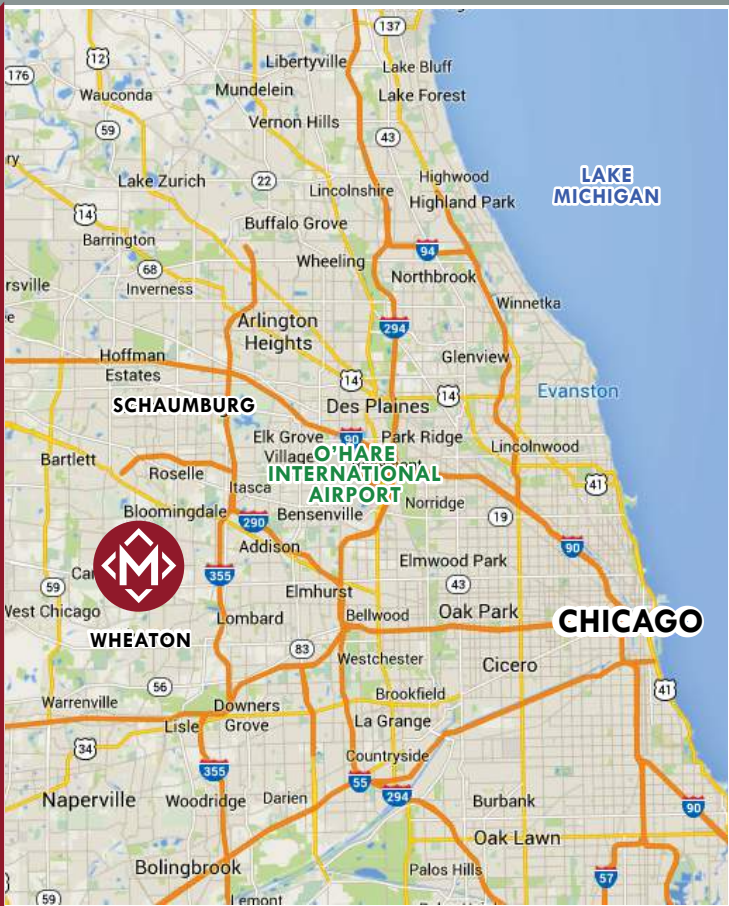 137
12
Libertyville
Lake Bluff
176
Wauconda
Mundelein
Lake Forest
59
Vernon Hills
43
ry
Lake Zurich
22
Lincolnshire
Highwood
Highland Park
LAKE
MICHIGAN
14
Buffalo Grove
Barrington
94
68
Wheeling
Northbrook
rsville
Inverness
Winnetka
e
Arlington
Heights
294
Hoffman
Estates
Glenview
14
14
Evanston
SCHAUMBURG
Des Plaines
Elk Grove
Village
90
Park Ridge
Lincolnwood
Bartlett
Roselle
O'HARE
INTERNATIONAL
AIRPORT
Itasca
41
Norridge
Bloomingdale
290
Bensenville
19
Addison
90
M
Elmwood Park
Ca
355
59
Elmhurst
43
West Chicago
Lombard
Bellwood
Oak Park
CHICAGO
WHEATON
83
Westchester
Cicero
56
41
Warrenville
Downers
Grove
Brookfield
Lisle
La Grange
34
Countryside
355
55
294
Naperville
Woodridge
Darien
Burbank
90
Oak Lawn
Bolingbrook
Palos Hills
57
59
Lemont